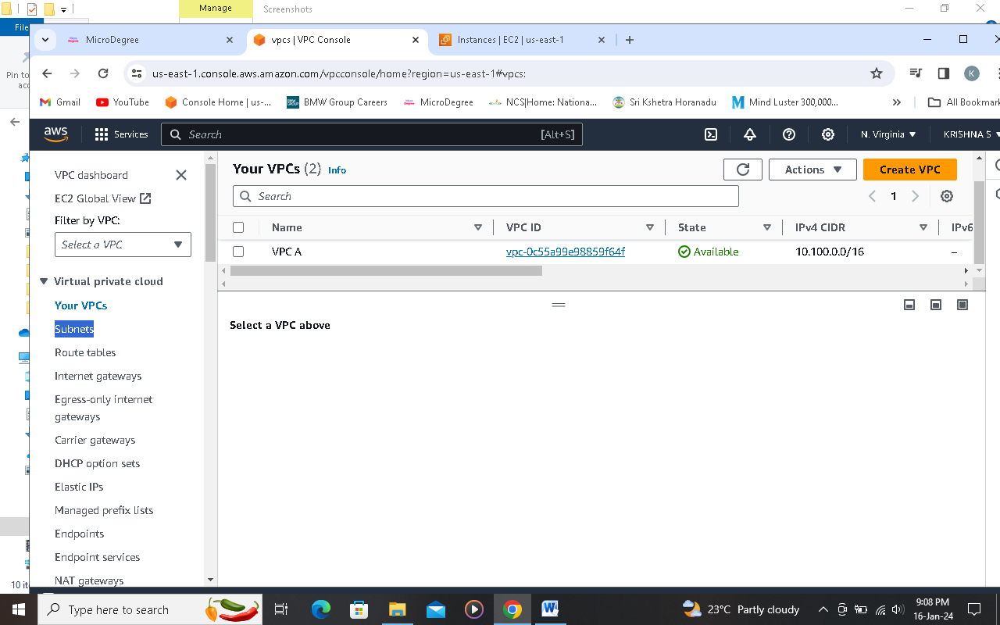 Manage
Screenshots
File
Pin to
acc
MicroDegree
vpcs | VPC Console
Instances | EC2 | us-east-1
us-east-1.console.aws.amazon.com/vpcconsole/home?region=us-east-1#vpcs:
K
Gmail
YouTube
Console Home | us-...
BMW Group Careers
MicroDegree
NCS|Home: Nationa...
Sri Kshetra Horanadu
Mind Luster 300,000...
»
All Bookmark
aws
Services
Search
[Alt+S]
N. Virginia
KRISHNA S
VPC dashboard
EC2 Global View
Filter by VPC:
Select a VPC
Virtual private cloud
Your VPCs
Subnets
Route tables
Internet gateways
Egress-only internet
gateways
Carrier gateways
DHCP option sets
Elastic IPs
Managed prefix lists
Endpoints
Endpoint services
NAT gateways
Your VPCs (2) Info
Actions
Create VPC
Search
1
Name
VPC ID
State
IPv4 CIDR
IPv6
VPC A
vpc-0c55a99e98859f64f
Available
10.100.0.0/16
–
Select a VPC above
10 ite
Type here to search
23°C Partly cloudy
9:08 PM
16-Jan-24